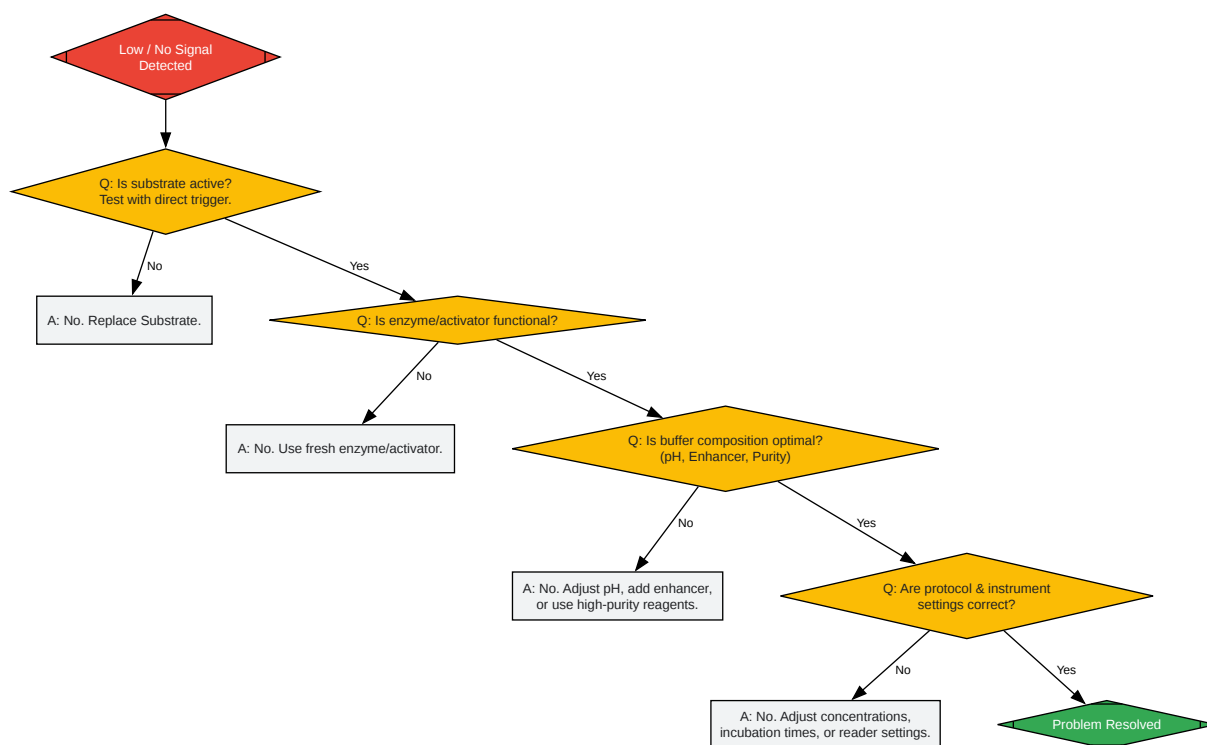 Low / No Signal
Detected
Q: Is substrate active?
Test with direct trigger.
No
Yes
A: No. Replace Substrate.
Q: Is enzyme/activator functional?
No
Yes
A: No. Use fresh enzyme/activator.
Q: Is buffer composition optimal?
(pH, Enhancer, Purity)
No
Yes
A: No. Adjust pH, add enhancer,
or use high-purity reagents.
Q: Are protocol & instrument
settings correct?
No
Yes
A: No. Adjust concentrations,
incubation times, or reader settings.
Problem Resolved